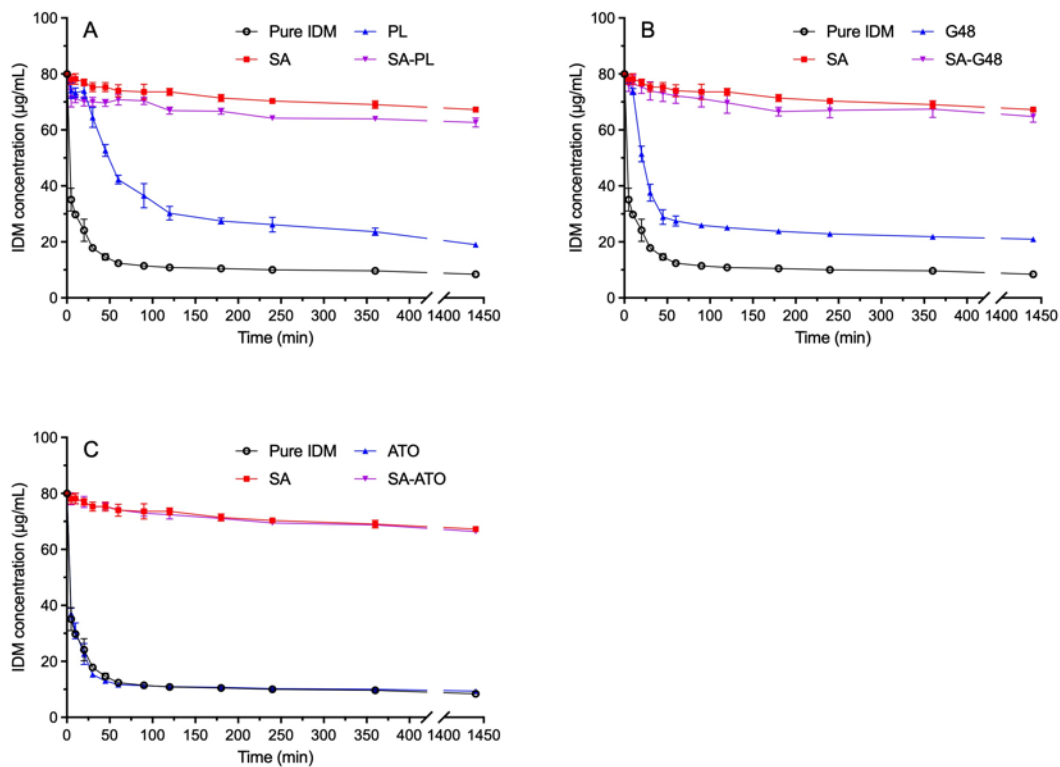 A
Pure IDM
PL
SA
SA-PL
IDM concentration (µg/mL)
100
80
60
40
20
0
0 50 100 150 200 250 300 350 400 1400 1450
Time (min)
B
Pure IDM
G48
SA
SA-G48
IDM concentration (µg/mL)
100
80
60
40
20
0
0 50 100 150 200 250 300 350 400 1400 1450
Time (min)
C
Pure IDM
ATO
SA
SA-ATO
IDM concentration (µg/mL)
100
80
60
40
20
0
0 50 100 150 200 250 300 350 400 1400 1450
Time (min)